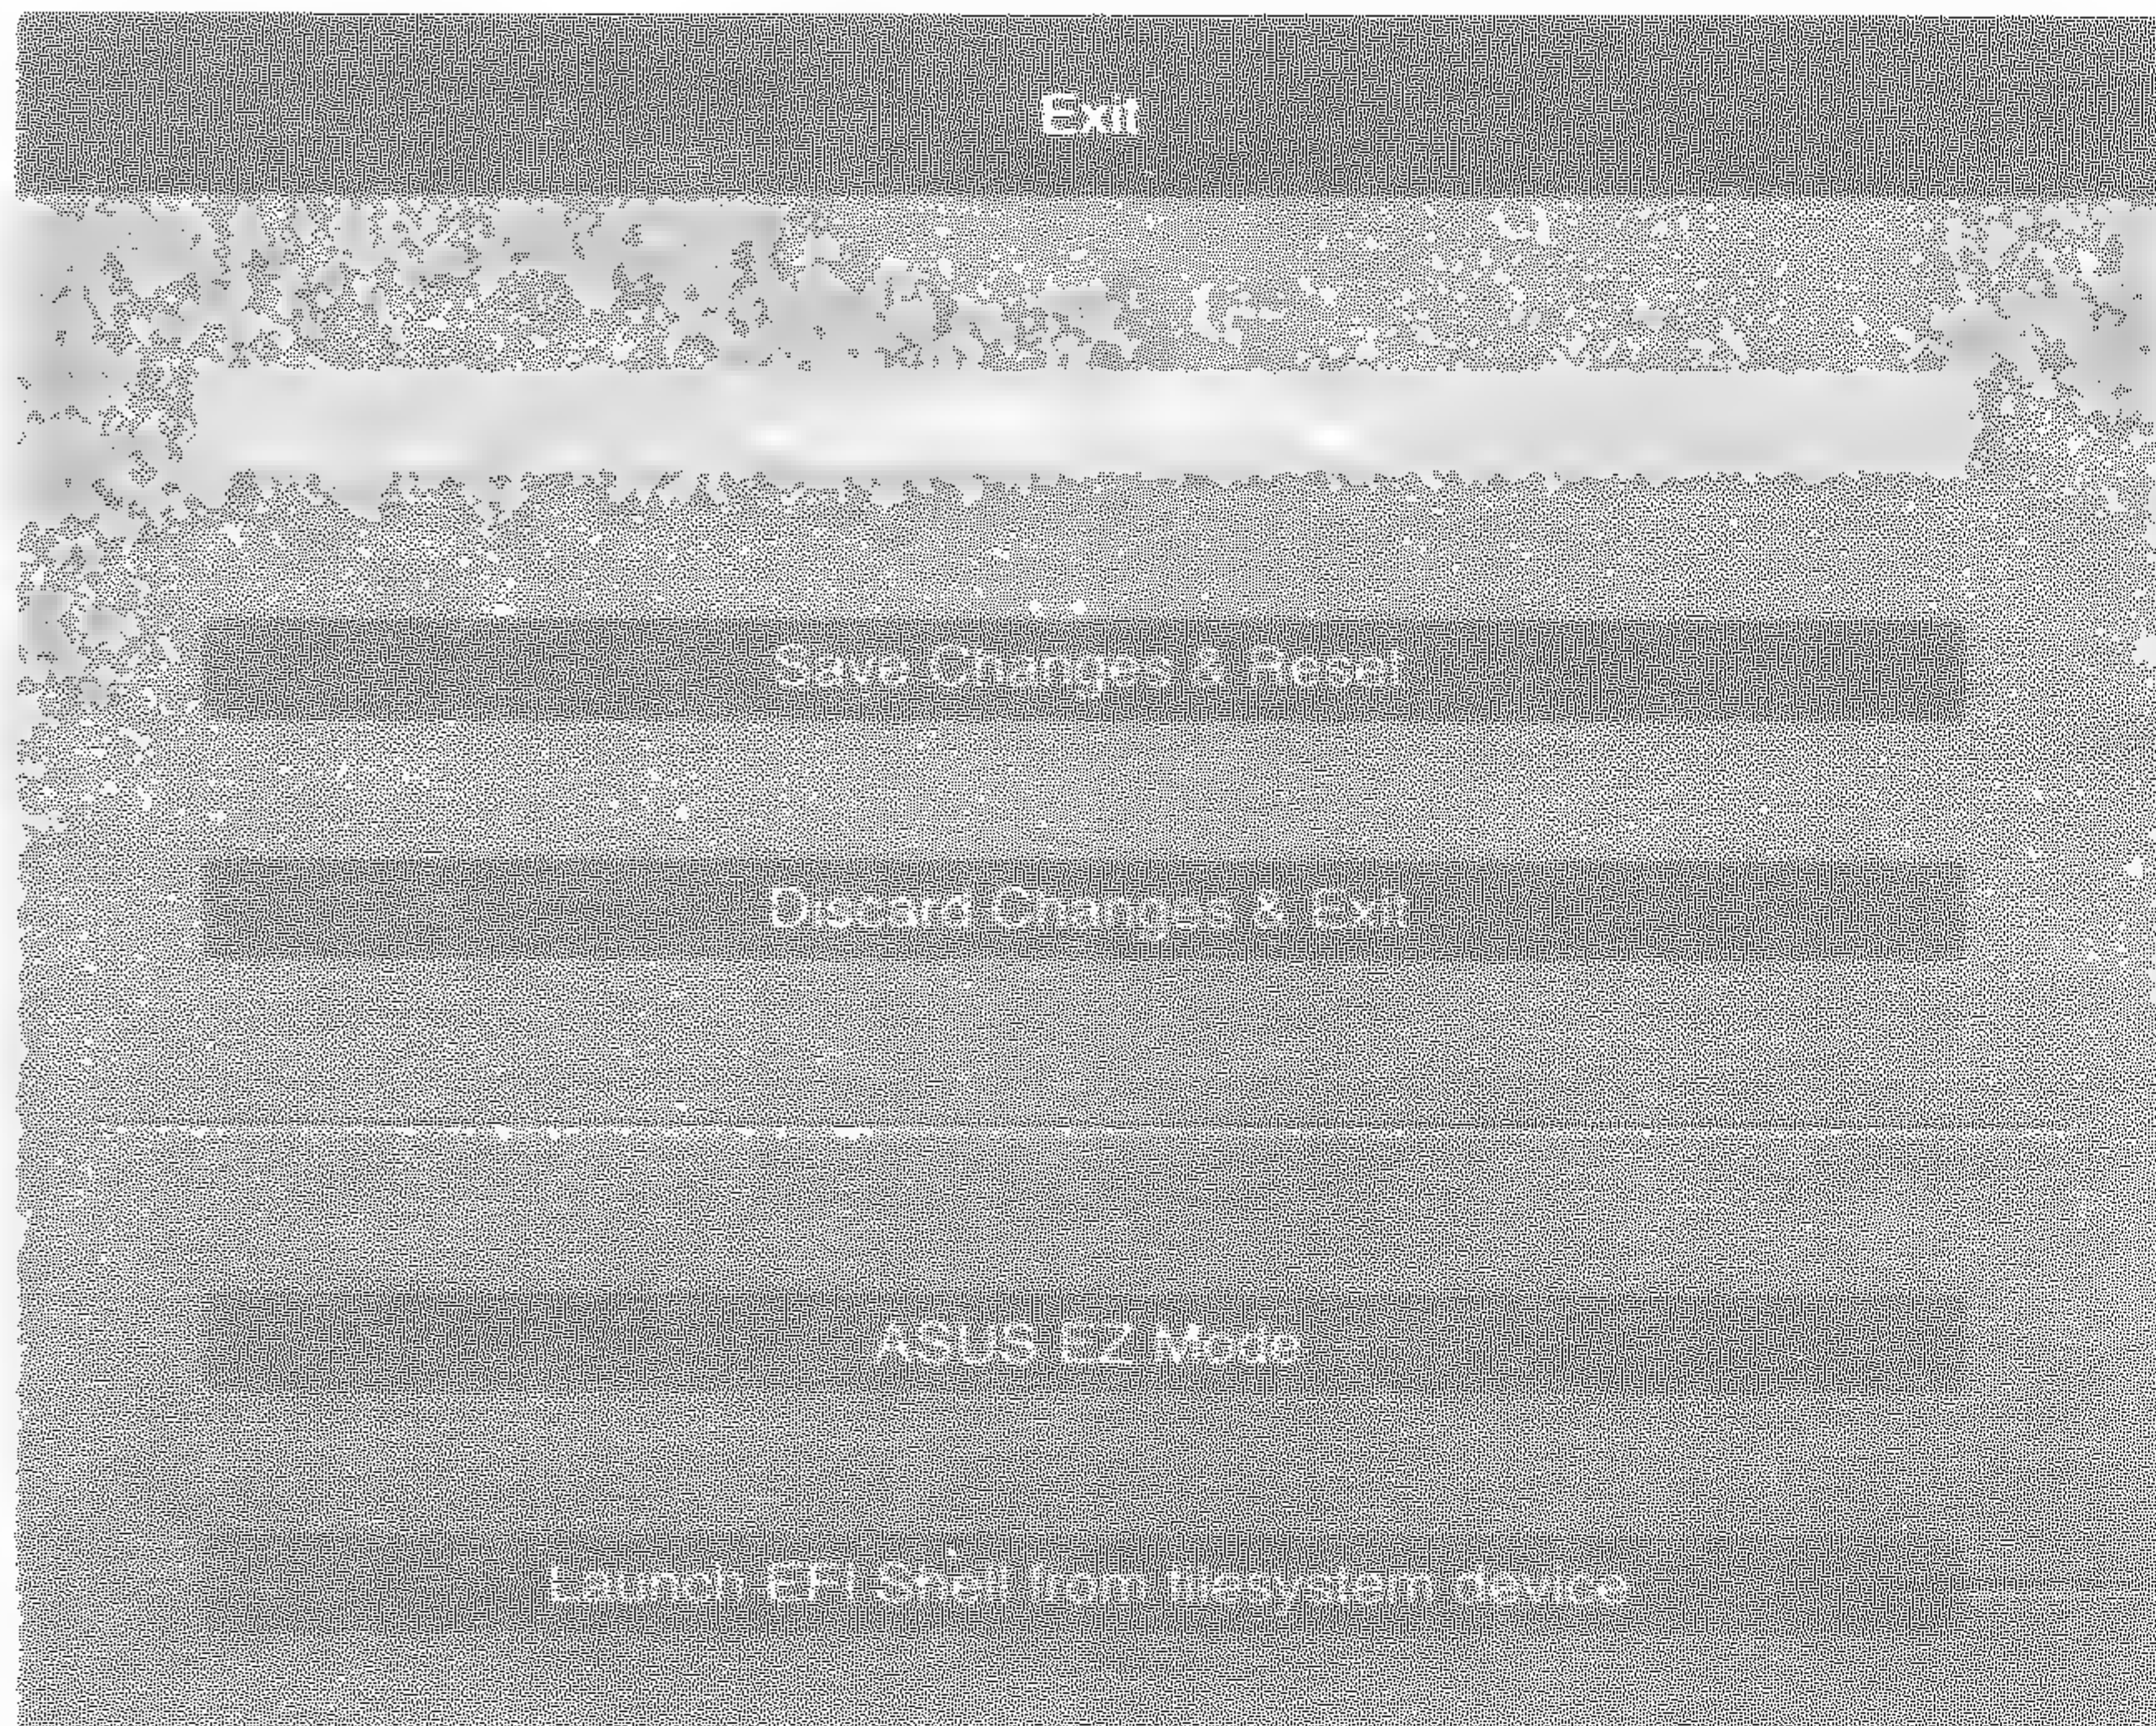 Exit
Save Changes & Reset
Discard Changes & Exit
ASUS EZ Mode
Launch EFI Shell from filesystem device